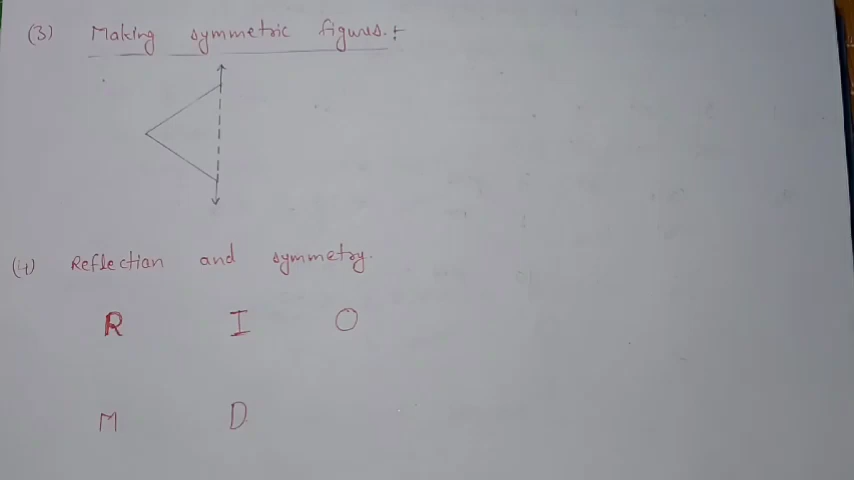 (3) Making symmetric figures.:-
(4) Reflection and symmetry.
R I O
M D